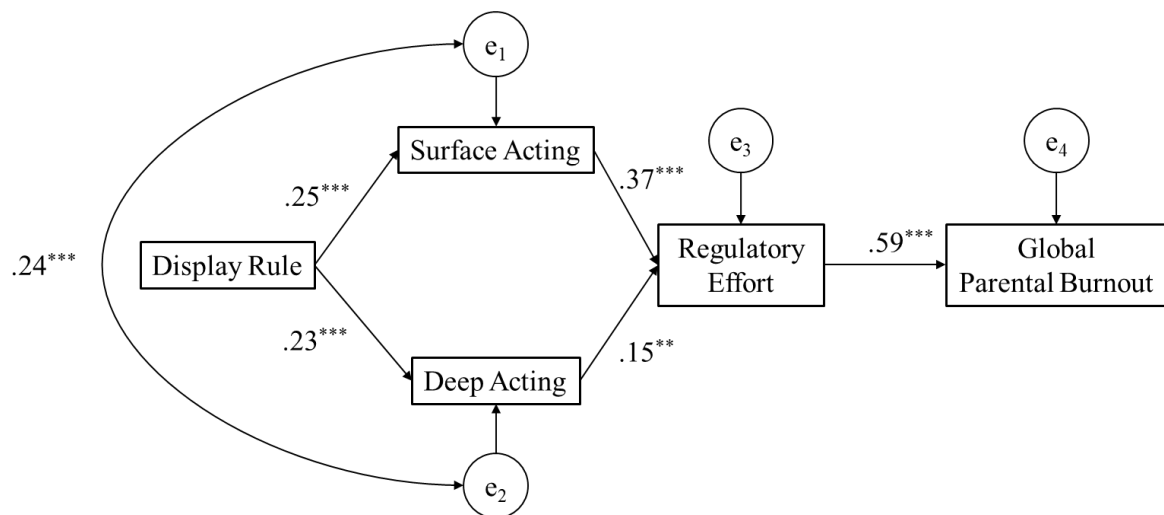 e₁
Surface Acting
e₃
e₄
.25***
.37***
.24***
Display Rule
Regulatory
Effort
.59***
Global
Parental Burnout
.23***
.15**
Deep Acting
e₂